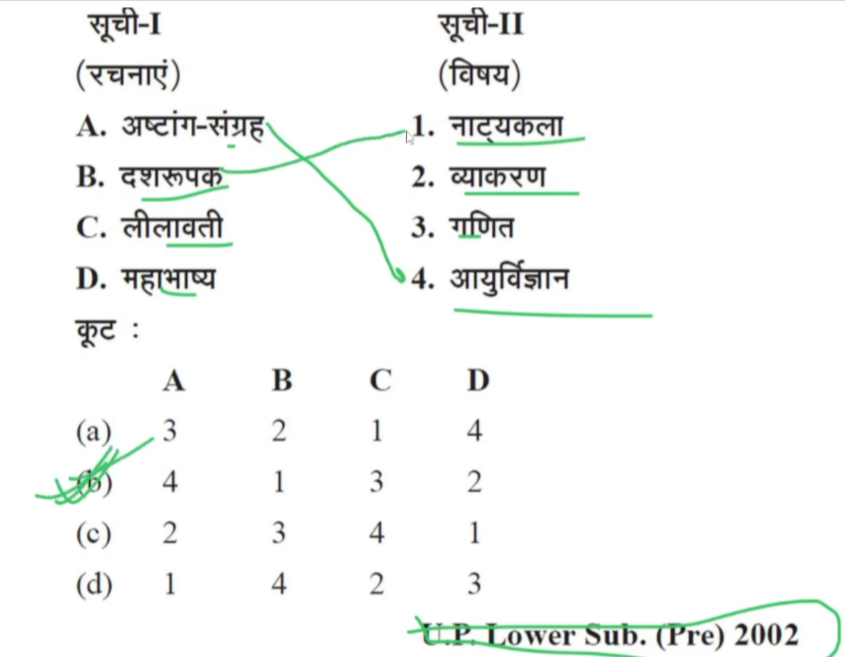 सूची-I सूची-II
(रचनाएं) (विषय)
A. अष्टांग-संग्रह 1. नाट्यकला
B. दशरूपक 2. व्याकरण
C. लीलावती 3. गणित
D. महाभाष्य 4. आयुर्विज्ञान
कूट :
A B C D
(a) 3 2 1 4
(b) 4 1 3 2
(c) 2 3 4 1
(d) 1 4 2 3
U.P. Lower Sub. (Pre) 2002